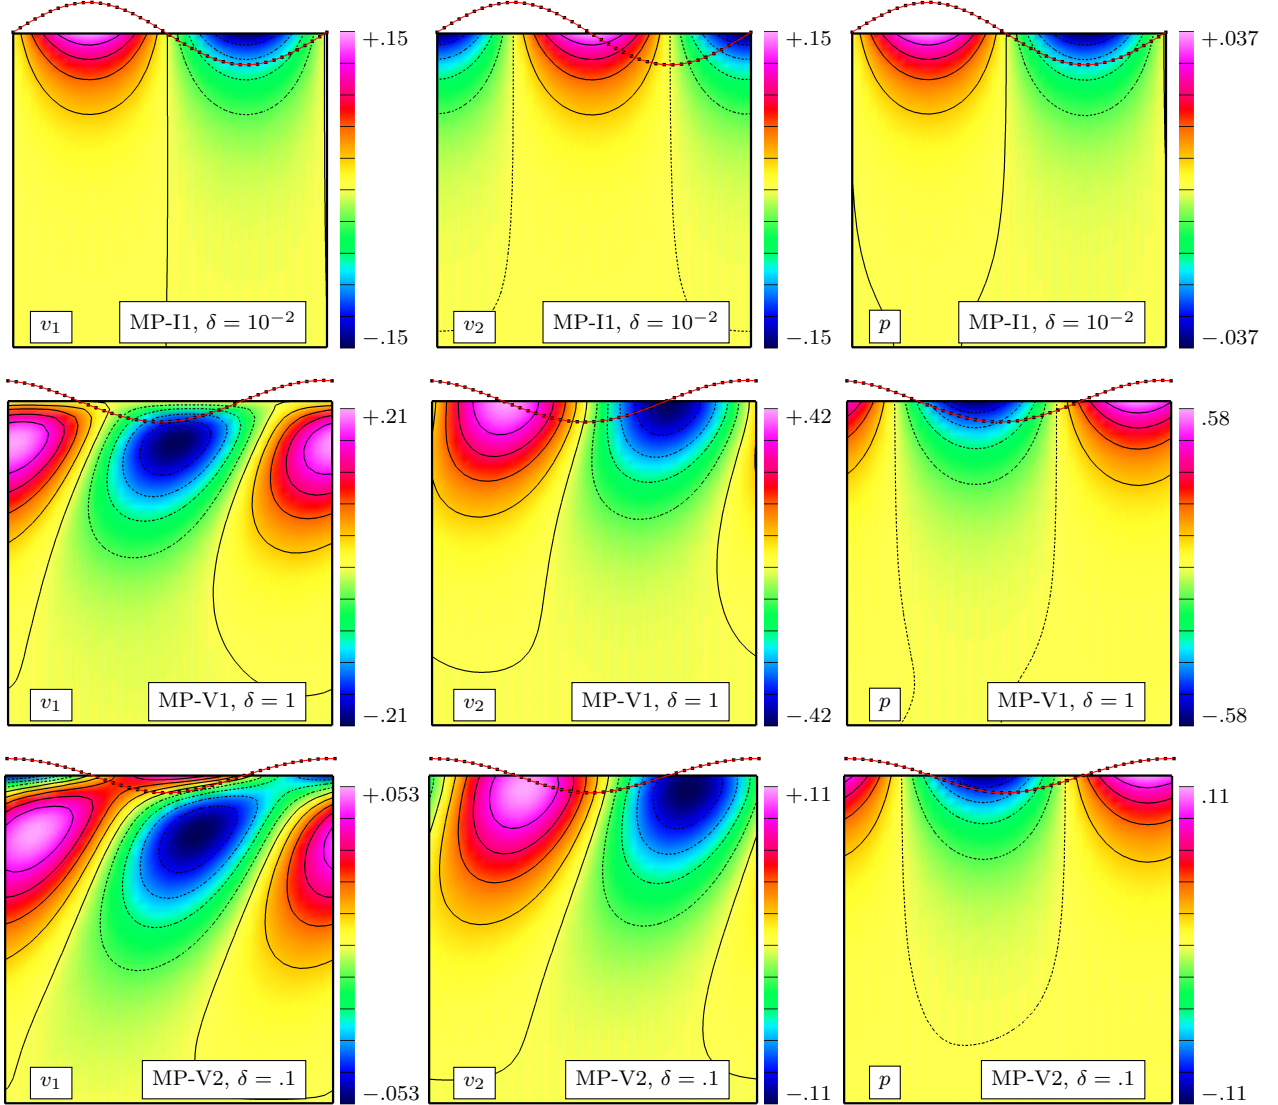 +.15
v₁
MP-I1, δ = 10⁻²
−.15
+.15
v₂
MP-I1, δ = 10⁻²
−.15
+.037
p
MP-I1, δ = 10⁻²
−.037
+.21
v₁
MP-V1, δ = 1
−.21
+.42
v₂
MP-V1, δ = 1
−.42
.58
p
MP-V1, δ = 1
−.58
+.053
v₁
MP-V2, δ = .1
−.053
+.11
v₂
MP-V2, δ = .1
−.11
.11
p
MP-V2, δ = .1
−.11